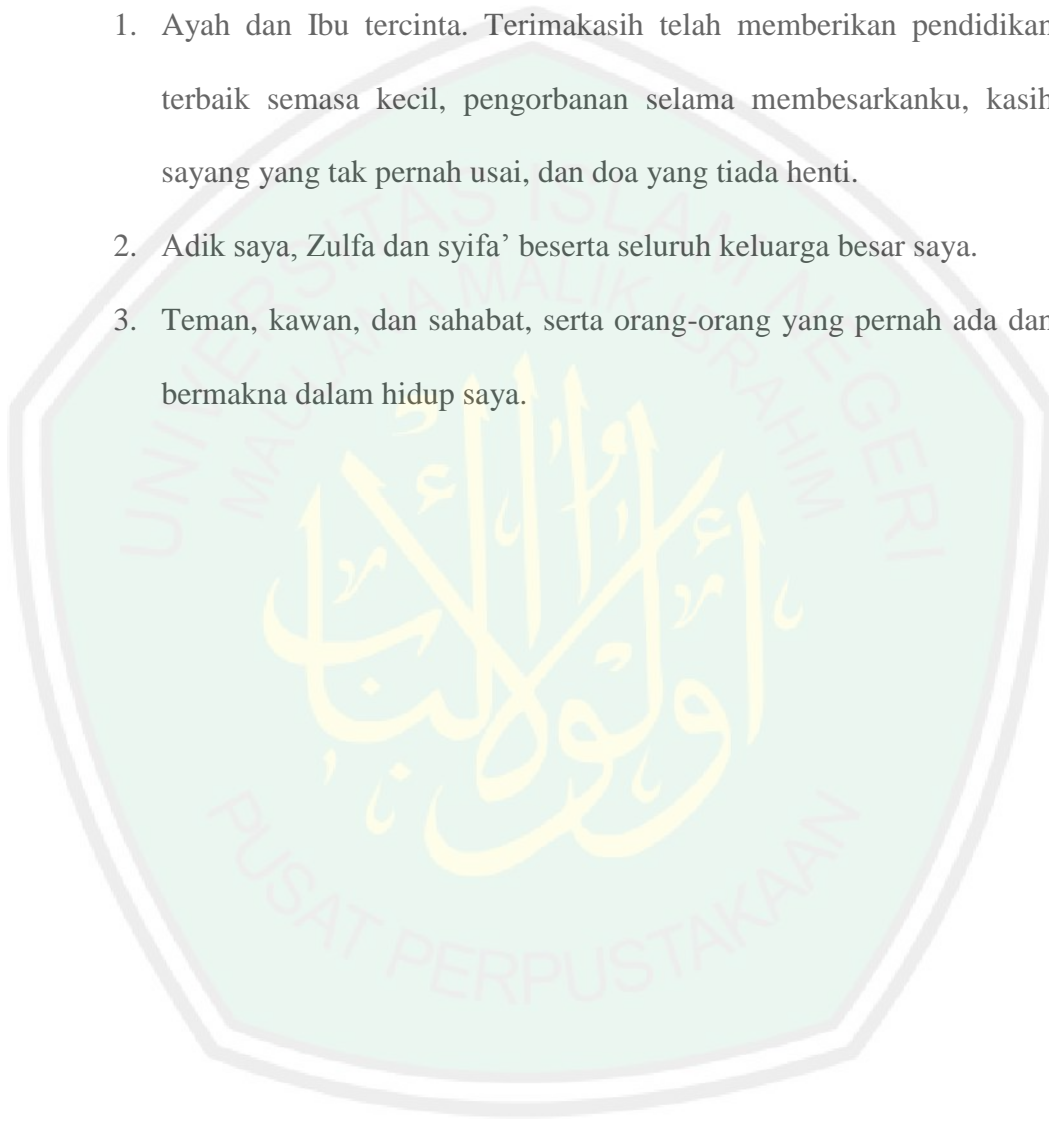 1. Ayah dan Ibu tercinta. Terimakasih telah memberikan pendidikan
terbaik semasa kecil, pengorbanan selama membesarkanku, kasih
sayang yang tak pernah usai, dan doa yang tiada henti.
2. Adik saya, Zulfa dan syifa’ beserta seluruh keluarga besar saya.
3. Teman, kawan, dan sahabat, serta orang-orang yang pernah ada dan
bermakna dalam hidup saya.
UNIVERSITAS ISLAM NEGERI
MAULANA MALIK IBRAHIM
أولوا الألباب
PUSAT PERPUSTAKAAN